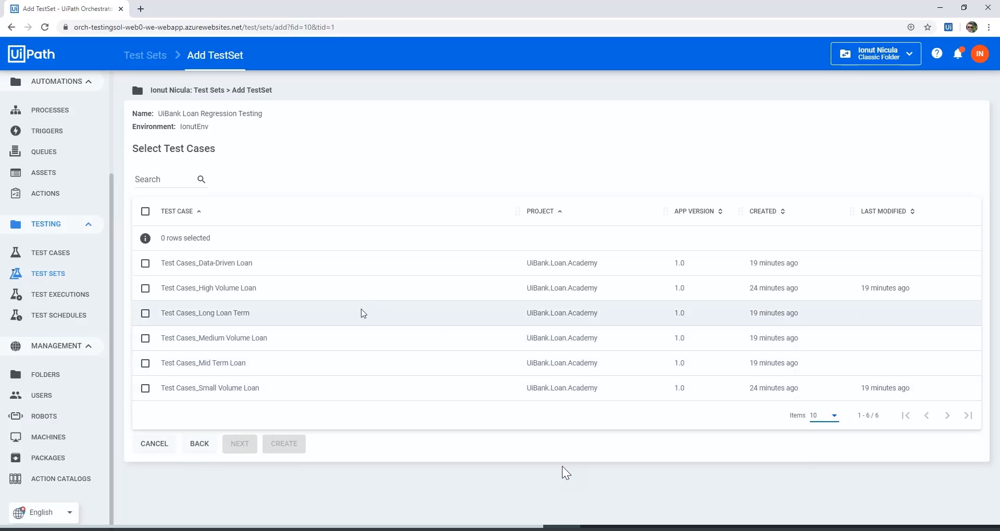 Add TestSet - UiPath Orchestrato
orch-testingsol-web0-we-webapp.azurewebsites.net/test/sets/add?fid=10&tid=1
Ui
UiPath
Test Sets > Add TestSet
Ionut Nicula
Classic Folder
IN
AUTOMATIONS
PROCESSES
TRIGGERS
QUEUES
ASSETS
ACTIONS
TESTING
TEST CASES
TEST SETS
TEST EXECUTIONS
TEST SCHEDULES
MANAGEMENT
FOLDERS
USERS
ROBOTS
MACHINES
PACKAGES
ACTION CATALOGS
English
Ionut Nicula: Test Sets > Add TestSet
Name: UiBank Loan Regression Testing
Environment: IonutEnv
Select Test Cases
Search
TEST CASE PROJECT APP VERSION CREATED LAST MODIFIED
0 rows selected
Test Cases_Data-Driven Loan UiBank.Loan.Academy 1.0 19 minutes ago
Test Cases_High Volume Loan UiBank.Loan.Academy 1.0 24 minutes ago 19 minutes ago
Test Cases_Long Loan Term UiBank.Loan.Academy 1.0 19 minutes ago
Test Cases_Medium Volume Loan UiBank.Loan.Academy 1.0 19 minutes ago
Test Cases_Mid Term Loan UiBank.Loan.Academy 1.0 19 minutes ago
Test Cases_Small Volume Loan UiBank.Loan.Academy 1.0 24 minutes ago 19 minutes ago
Items 10 1 - 6 / 6
CANCEL BACK NEXT CREATE